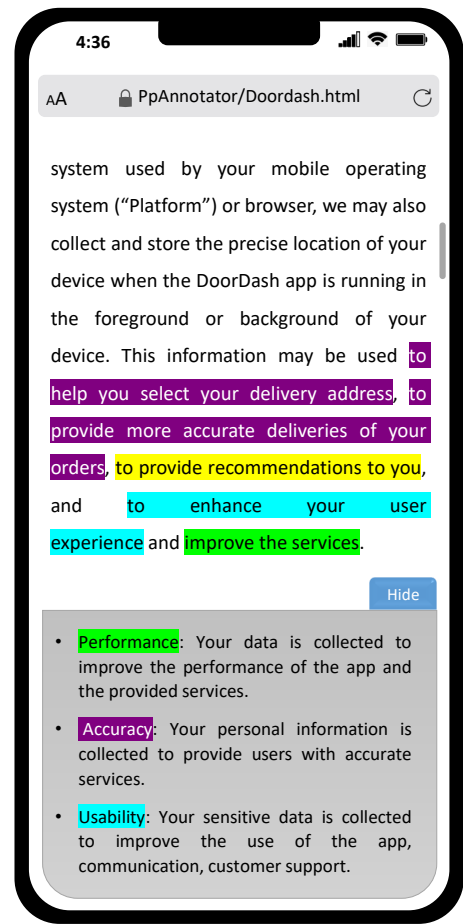 4:36
AA PpAnnotator/Doordash.html
system used by your mobile operating
system (“Platform”) or browser, we may also
collect and store the precise location of your
device when the DoorDash app is running in
the foreground or background of your
device. This information may be used to
help you select your delivery address, to
provide more accurate deliveries of your
orders, to provide recommendations to you,
and to enhance your user
experience and improve the services.
Hide
• Performance: Your data is collected to
improve the performance of the app and
the provided services.
• Accuracy: Your personal information is
collected to provide users with accurate
services.
• Usability: Your sensitive data is collected
to improve the use of the app,
communication, customer support.